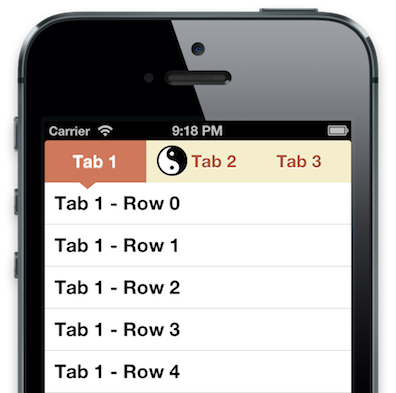 Carrier 9:18 PM
Tab 1 Tab 2 Tab 3
Tab 1 - Row 0
Tab 1 - Row 1
Tab 1 - Row 2
Tab 1 - Row 3
Tab 1 - Row 4